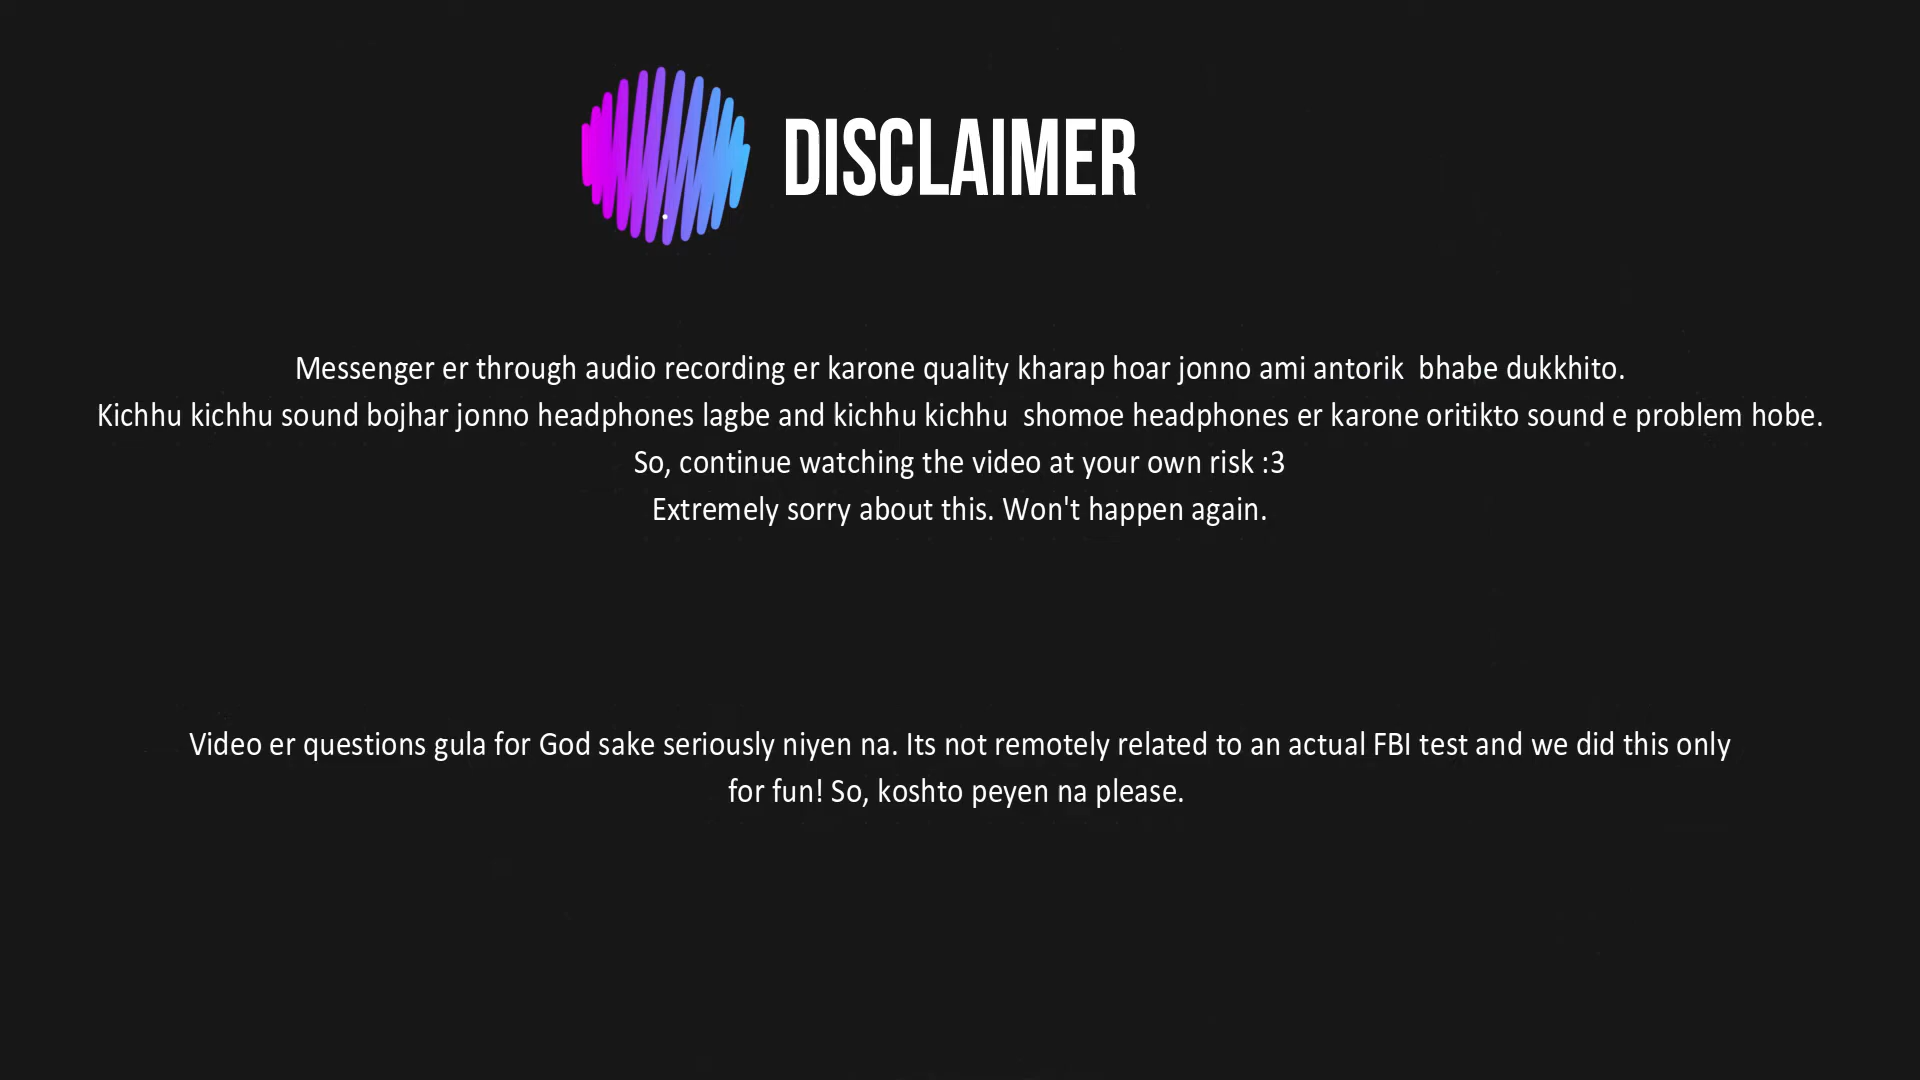 DISCLAIMER
Messenger er through audio recording er karone quality kharap hoar jonno ami antorik bhabe dukkhito.
Kichhu kichhu sound bojhar jonno headphones lagbe and kichhu kichhu shomoe headphones er karone oritikto sound e problem hobe.
So, continue watching the video at your own risk :3
Extremely sorry about this. Won't happen again.
Video er questions gula for God sake seriously niyen na. Its not remotely related to an actual FBI test and we did this only
for fun! So, koshto peyen na please.